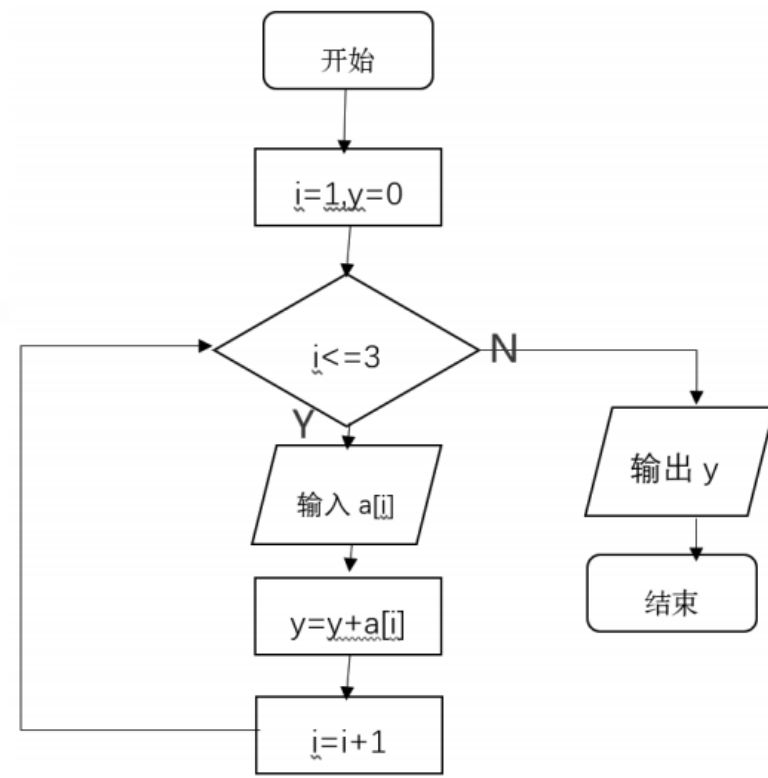 开始
i=1,y=0
i<=3
N
Y
输入 a[i]
输出 y
y=y+a[i]
结束
i=i+1